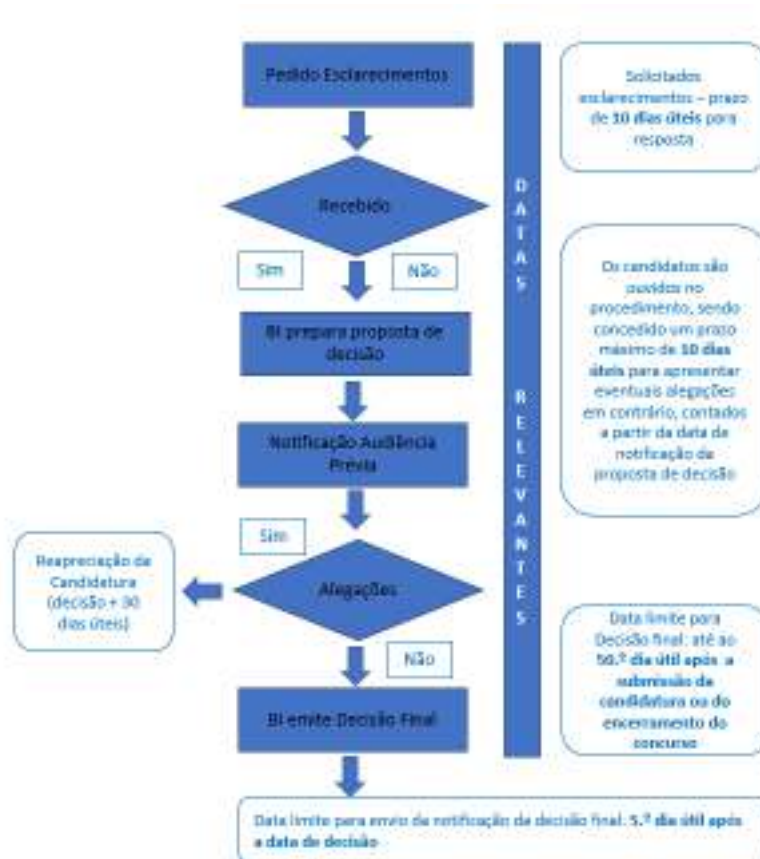 Pedido Esclarecimentos
Solicitados
esclarecimentos – prazo
de 10 dias úteis para
resposta
Recebido
Sim
Não
DATAS RELEVANTES
BI prepara proposta de
decisão
Os candidatos são
ouvidos no
procedimento, sendo
concedido um prazo
máximo de 10 dias
úteis para apresentar
eventuais alegações
em contrário, contados
a partir da data da
notificação da
proposta de decisão
Notificação Audiência
Prévia
Sim
Alegações
Reapreciação da
Candidatura
(decisão + 30
dias úteis)
Não
Data limite para
Decisão final: até ao
50.º dia útil após a
submissão da
candidatura ou do
encerramento do
concurso
BI emite Decisão Final
Data limite para envio da notificação da decisão final: 5.º dia útil após
a data de decisão